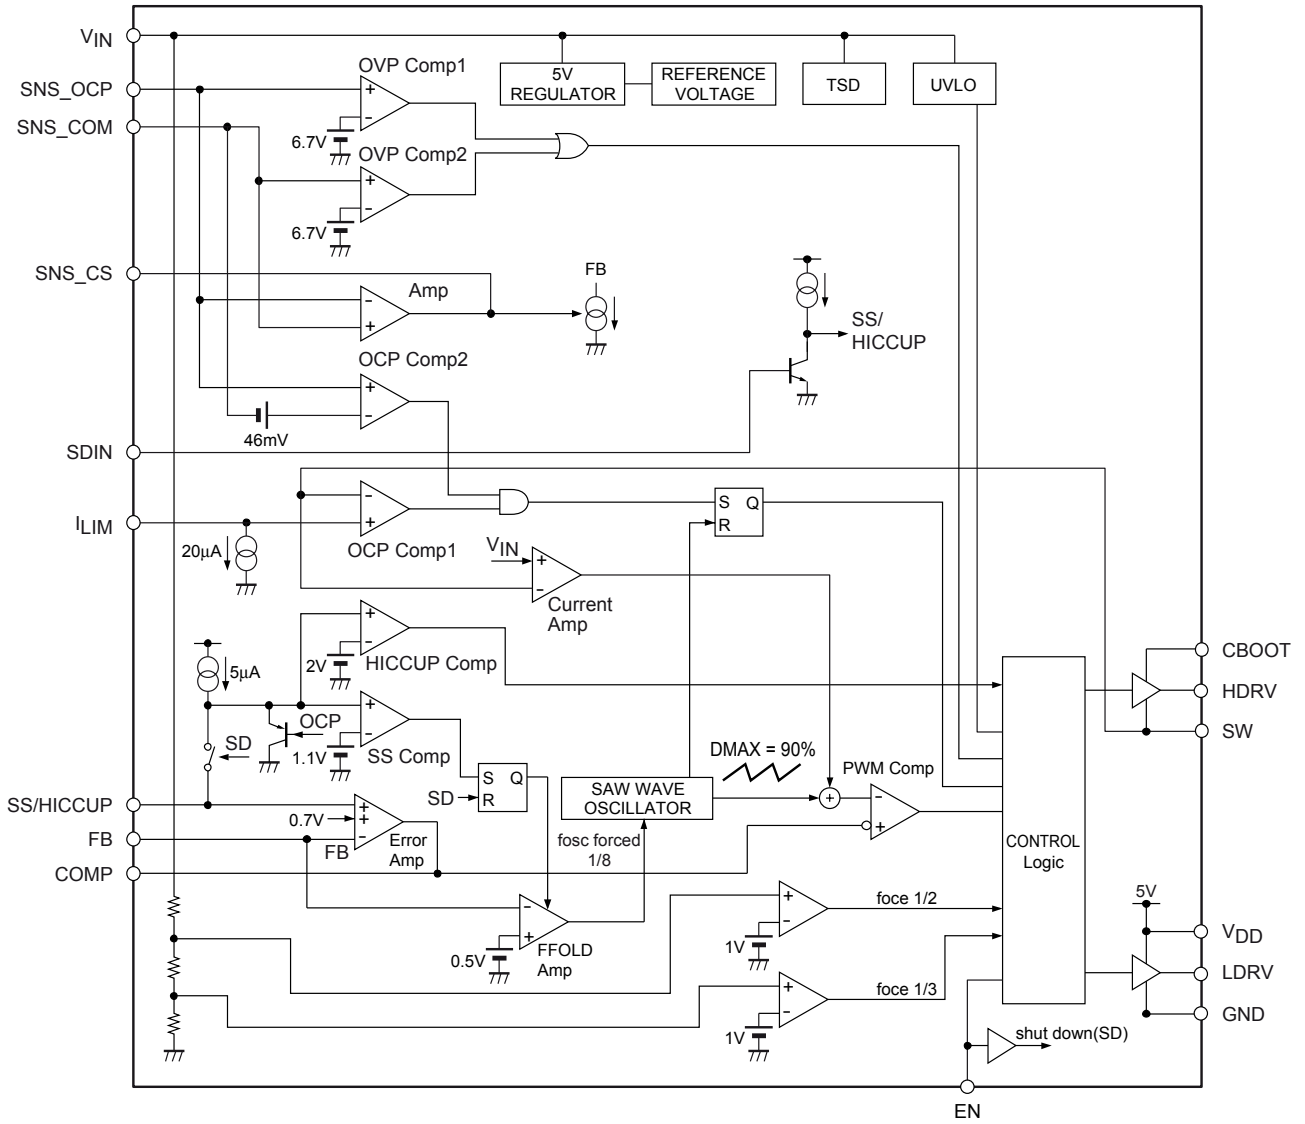 VIN
SNS_OCP
SNS_COM
SNS_CS
SDIN
ILIM
SS/HICCUP
FB
COMP
OVP Comp1
+
-
6.7V
OVP Comp2
+
-
6.7V
5V
REGULATOR
REFERENCE
VOLTAGE
TSD
UVLO
Amp
-
+
FB
SS/
HICCUP
OCP Comp2
+
-
46mV
-
+
OCP Comp1
20µA
S Q
R
VIN
+
-
Current
Amp
+
-
2V
HICCUP Comp
5µA
OCP
SD
+
-
1.1V
SS Comp
SD
S Q
R
DMAX = 90%
SAW WAVE
OSCILLATOR
fosc forced
1/8
+
PWM Comp
-
+
0.7V
+
+
-
FB
Error
Amp
-
+
0.5V
FFOLD
Amp
+
-
1V
foce 1/2
+
-
1V
foce 1/3
CONTROL
Logic
CBOOT
HDRV
SW
5V
VDD
LDRV
GND
shut down(SD)
EN